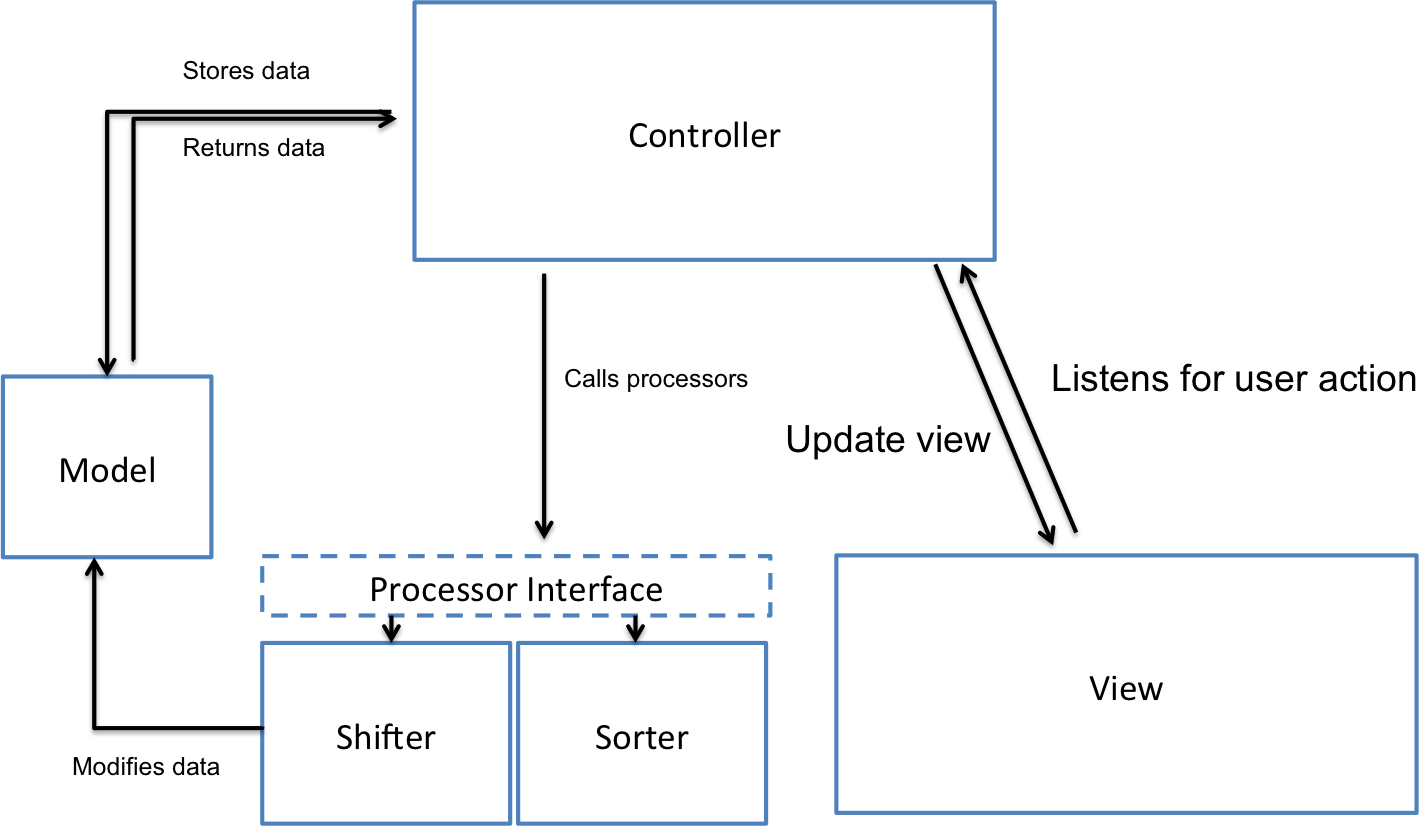 Stores data
Controller
Returns data
Calls processors
Listens for user action
Update view
Model
Processor Interface
View
Shifter
Sorter
Modifies data